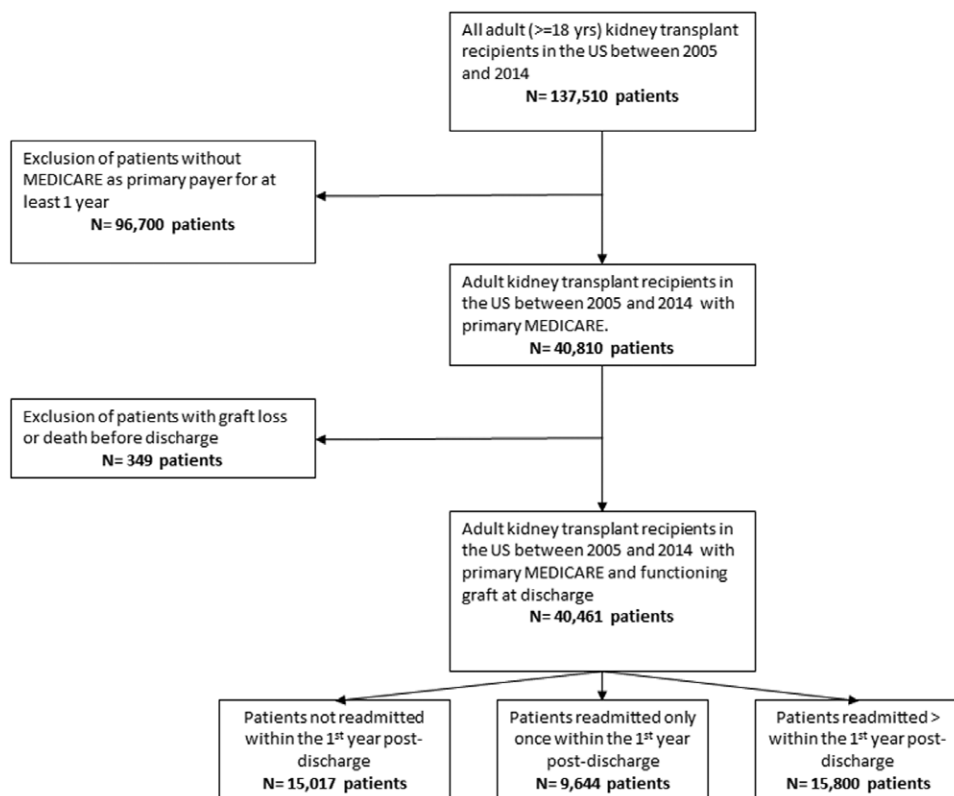 All adult (>=18 yrs) kidney transplant
recipients in the US between 2005
and 2014
N= 137,510 patients
Exclusion of patients without
MEDICARE as primary payer for at
least 1 year
N= 96,700 patients
Adult kidney transplant recipients in
the US between 2005 and 2014 with
primary MEDICARE.
N= 40,810 patients
Exclusion of patients with graft loss
or death before discharge
N= 349 patients
Adult kidney transplant recipients in
the US between 2005 and 2014 with
primary MEDICARE and functioning
graft at discharge
N= 40,461 patients
Patients not readmitted
within the 1st year post-
discharge
N= 15,017 patients
Patients readmitted only
once within the 1st year
post-discharge
N= 9,644 patients
Patients readmitted >
within the 1st year post-
discharge
N= 15,800 patients